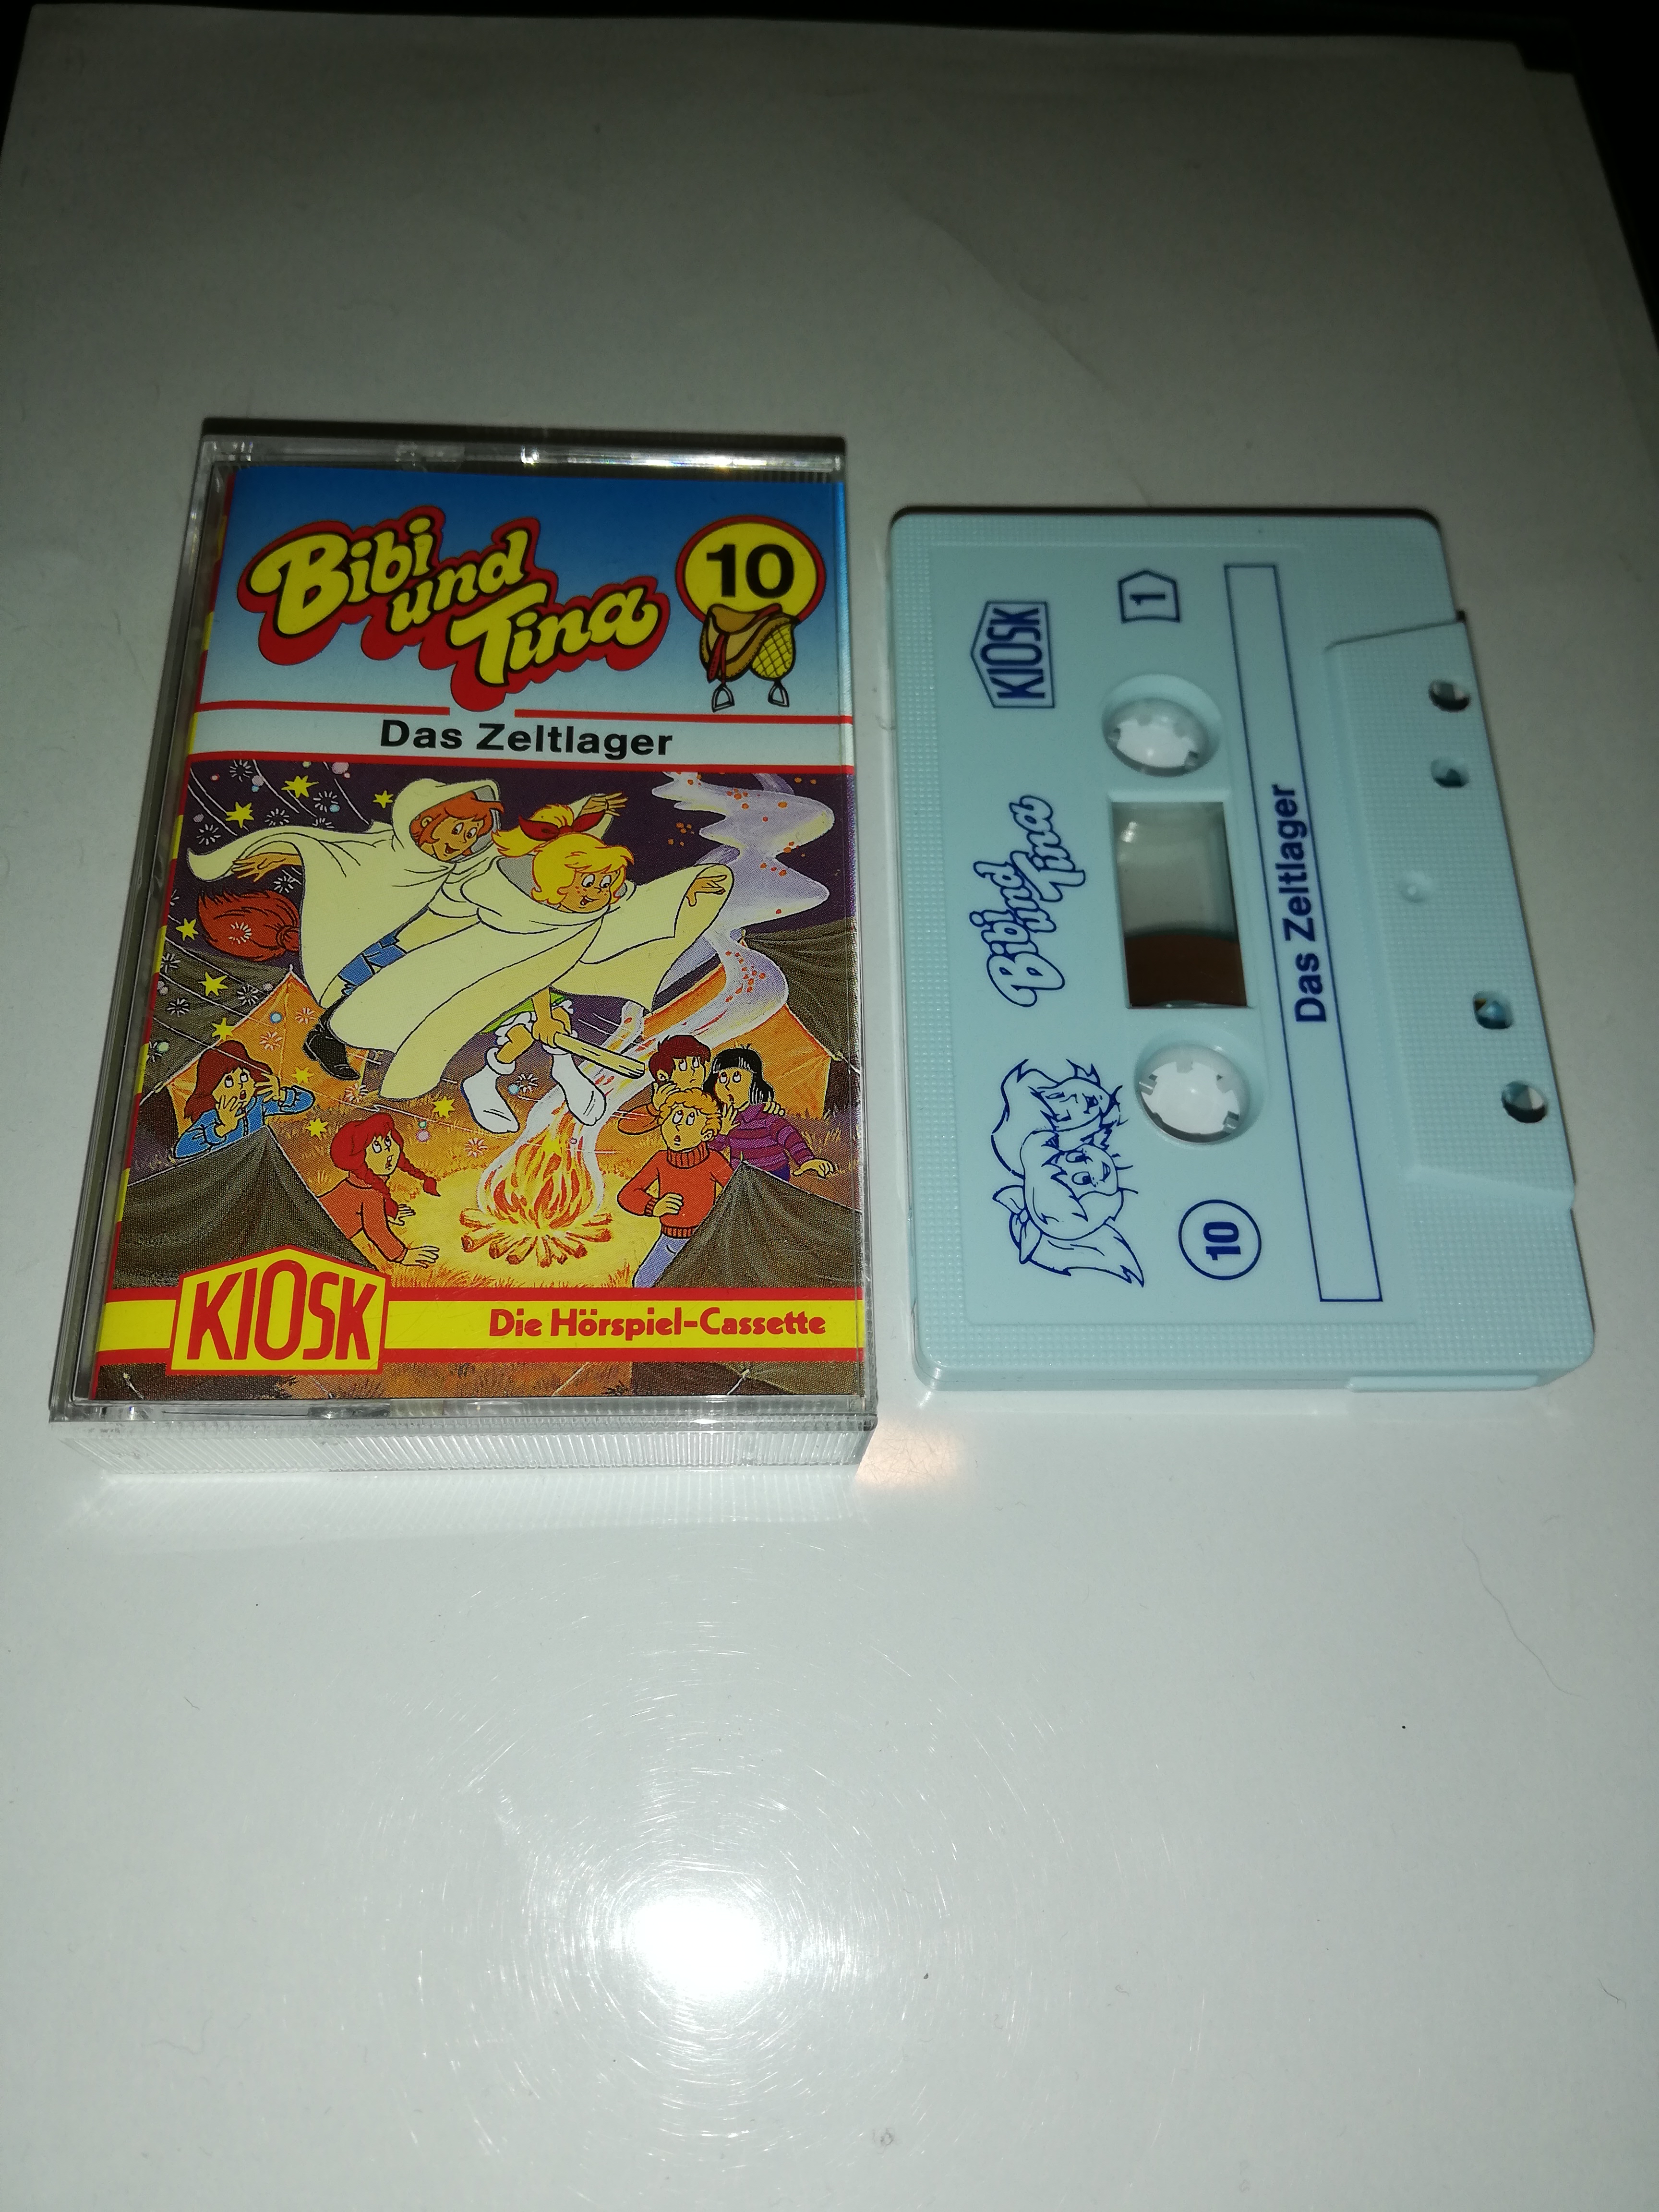 Bibi
und
Tina
10
Das Zeltlager
KIOSK
Die Hörspiel-Cassette
KIOSK
1
Bibi
und
Tina
10
Das Zeltlager